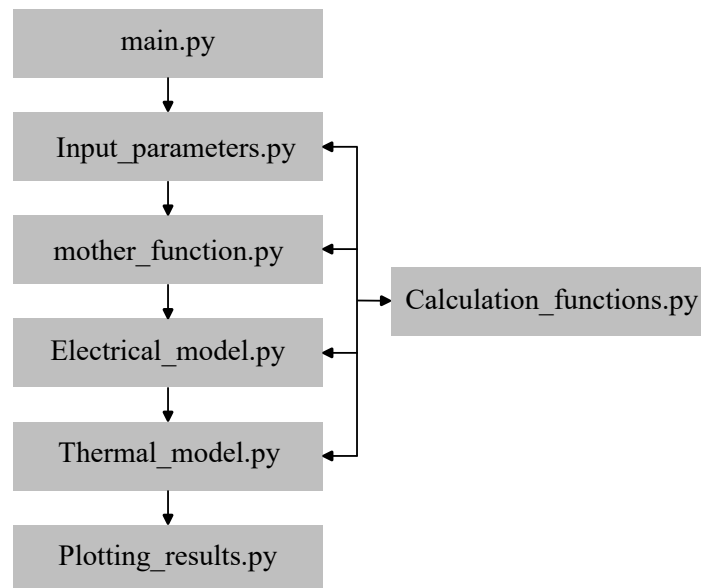 main.py
Input_parameters.py
mother_function.py
Calculation_functions.py
Electrical_model.py
Thermal_model.py
Plotting_results.py